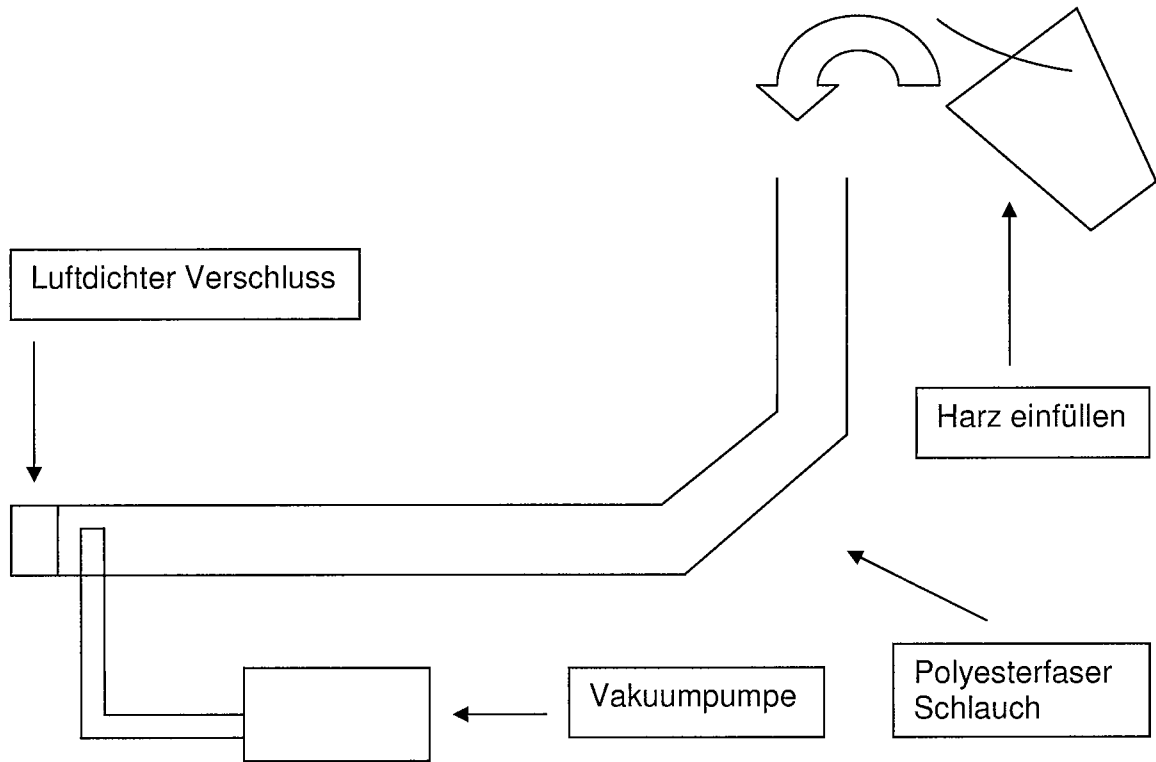 Luftdichter Verschluss
Harz einfüllen
Vakuumpumpe
Polyesterfaser
Schlauch